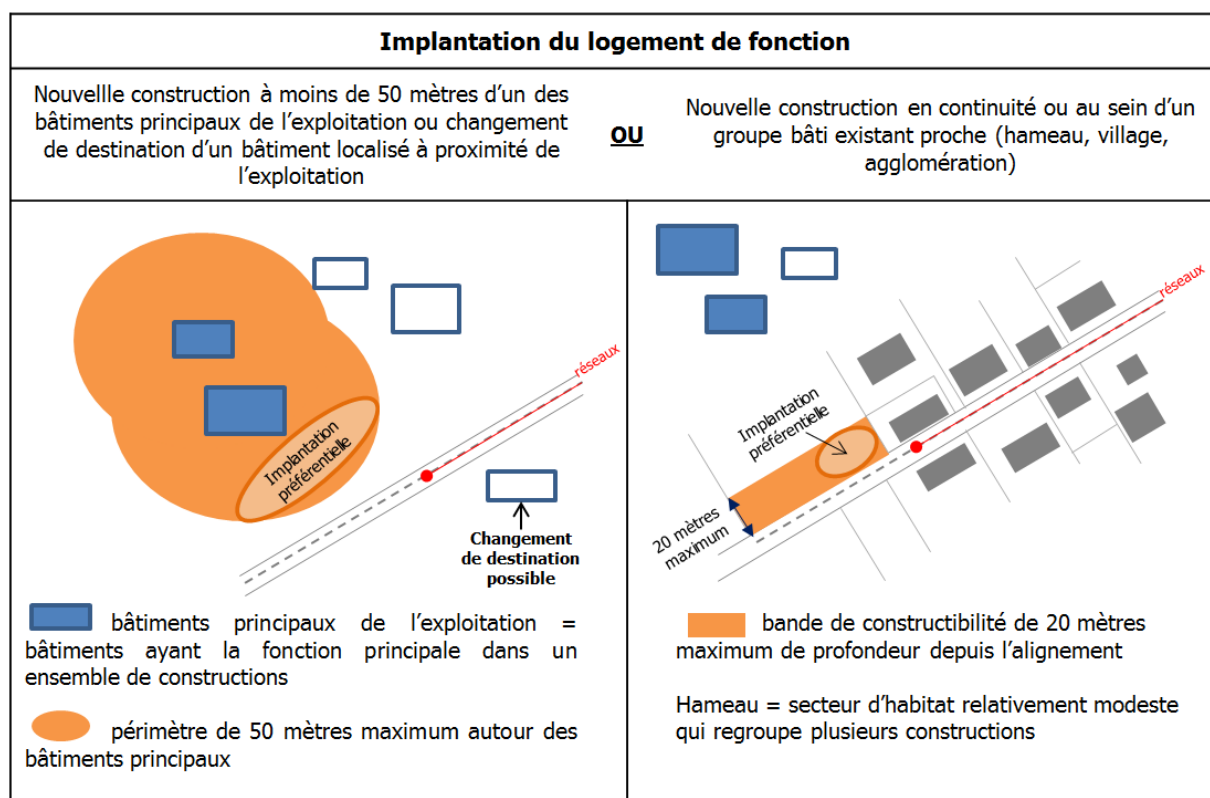 Implantation du logement de fonction
Nouvellle construction à moins de 50 mètres d’un des
bâtiments principaux de l’exploitation ou changement
de destination d’un bâtiment localisé à proximité de
l’exploitation
OU
Nouvelle construction en continuité ou au sein d’un
groupe bâti existant proche (hameau, village,
agglomération)
réseaux
Implantation
préférentielle
Changement
de destination
possible
bâtiments principaux de l’exploitation =
bâtiments ayant la fonction principale dans un
ensemble de constructions
périmètre de 50 mètres maximum autour des
bâtiments principaux
réseaux
Implantation
préférentielle
20 mètres
maximum
bande de constructibilité de 20 mètres
maximum de profondeur depuis l’alignement
Hameau = secteur d’habitat relativement modeste
qui regroupe plusieurs constructions